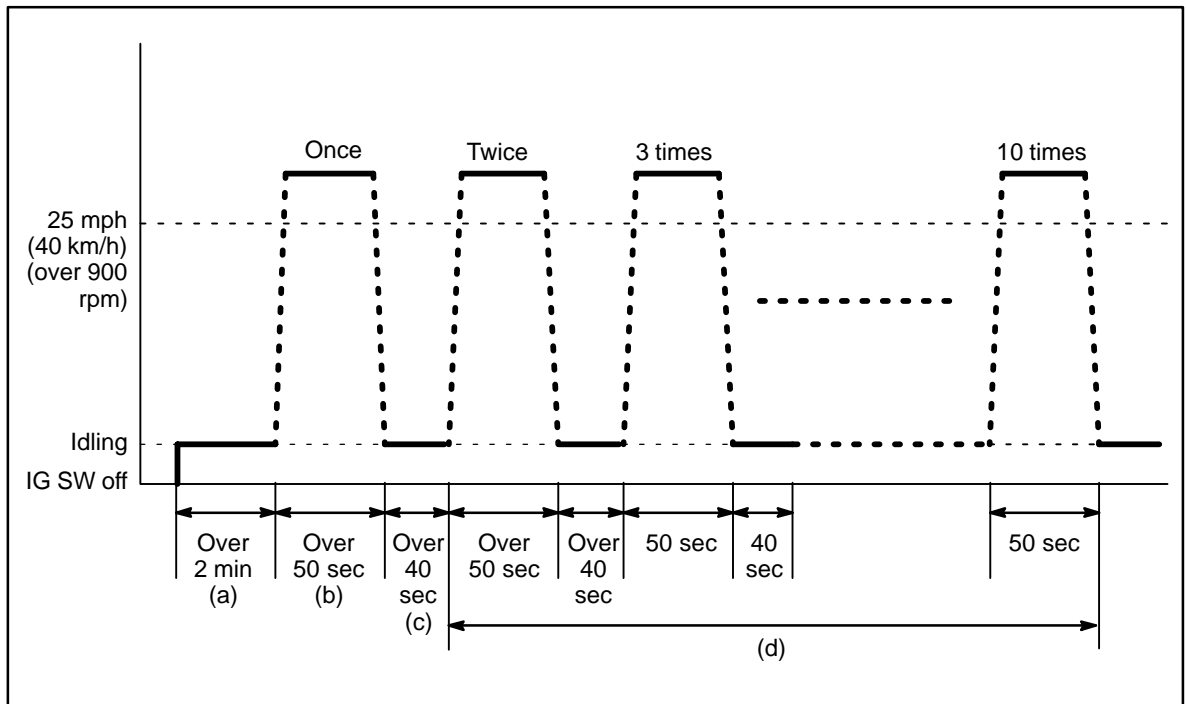 Once
Twice
3 times
10 times
25 mph
(40 km/h)
(over 900
rpm)
Idling
IG SW off
Over
2 min
(a)
Over
50 sec
(b)
Over
40
sec
(c)
Over
50 sec
Over
40
sec
50 sec
40
sec
50 sec
(d)